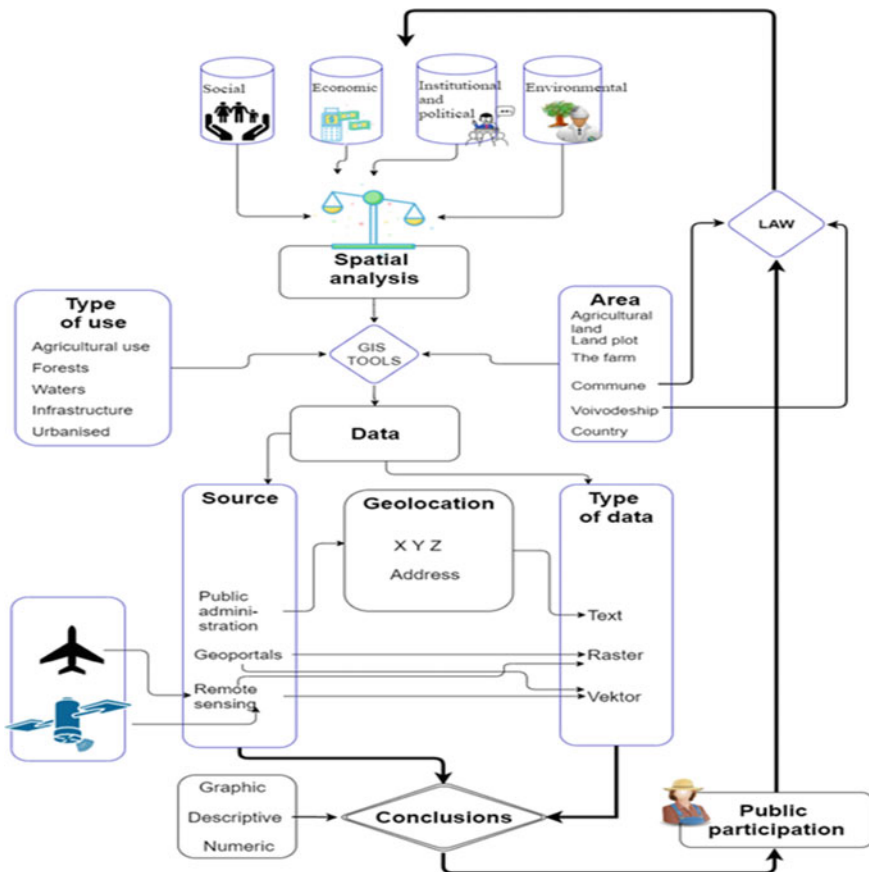 Social
Economic
Institutional
and
political
Environmental
LAW
Spatial
analysis
Type
of use
Agricultural use
Forests
Waters
Infrastructure
Urbanised
GIS
TOOLS
Area
Agricultural
land
Land plot
The farm
Commune
Voivodeship
Country
Data
Source
Public
admini-
stration
Geoportals
Remote
sensing
Geolocation
X Y Z
Address
Type
of data
Text
Raster
Vektor
Graphic
Descriptive
Numeric
Conclusions
Public
participation